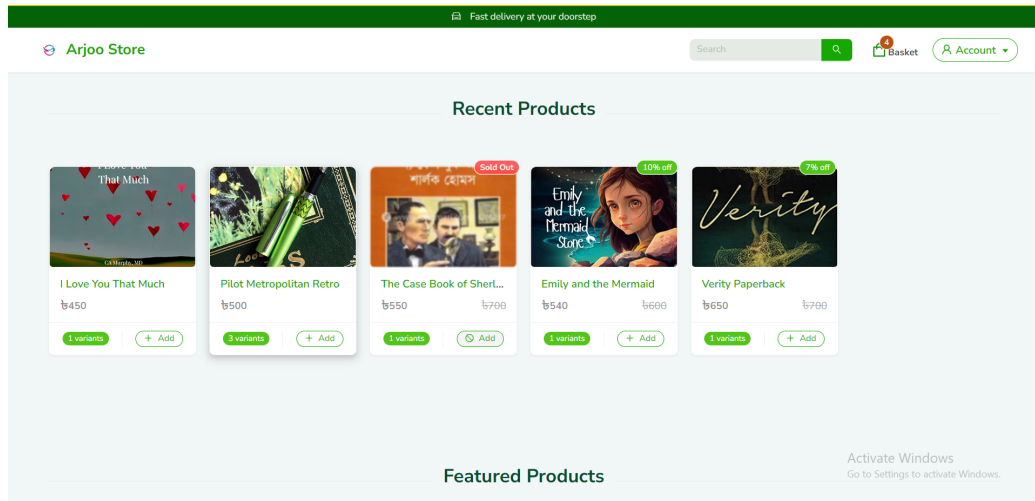 Fast delivery at your doorstep
Arjoo Store
Search
4
Basket
Account
Recent Products
That Much
CA Murphy, MD
Sold Out
শার্লক হোমস
10% off
Emily
and the
Mermaid
Stone
7% off
Verity
I Love You That Much
৳450
1 variants
+ Add
Pilot Metropolitan Retro
৳500
3 variants
+ Add
The Case Book of Sherl...
৳550 ৳700
1 variants
Add
Emily and the Mermaid
৳540 ৳600
1 variants
+ Add
Verity Paperback
৳650 ৳700
1 variants
+ Add
Featured Products
Activate Windows
Go to Settings to activate Windows.